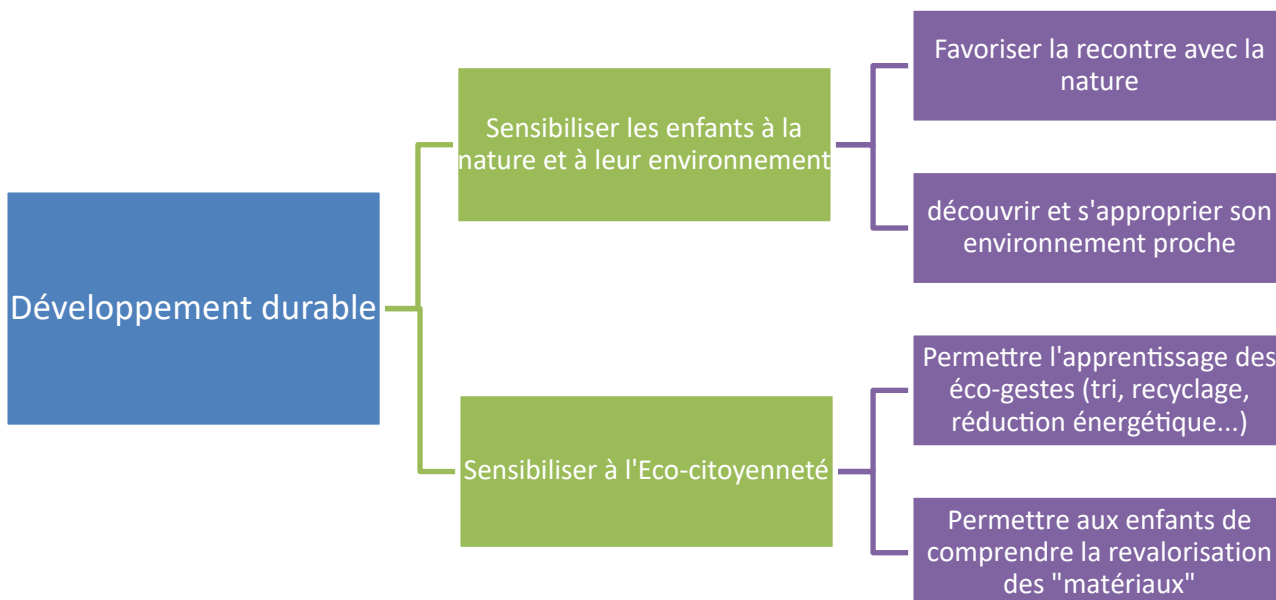 Développement durable
Sensibiliser les enfants à la
nature et à leur environnement
Favoriser la recontre avec la
nature
découvrir et s'approprier son
environnement proche
Sensibiliser à l'Eco-citoyenneté
Permettre l'apprentissage des
éco-gestes (tri, recyclage,
réduction énergétique...)
Permettre aux enfants de
comprendre la revalorisation
des "matériaux"